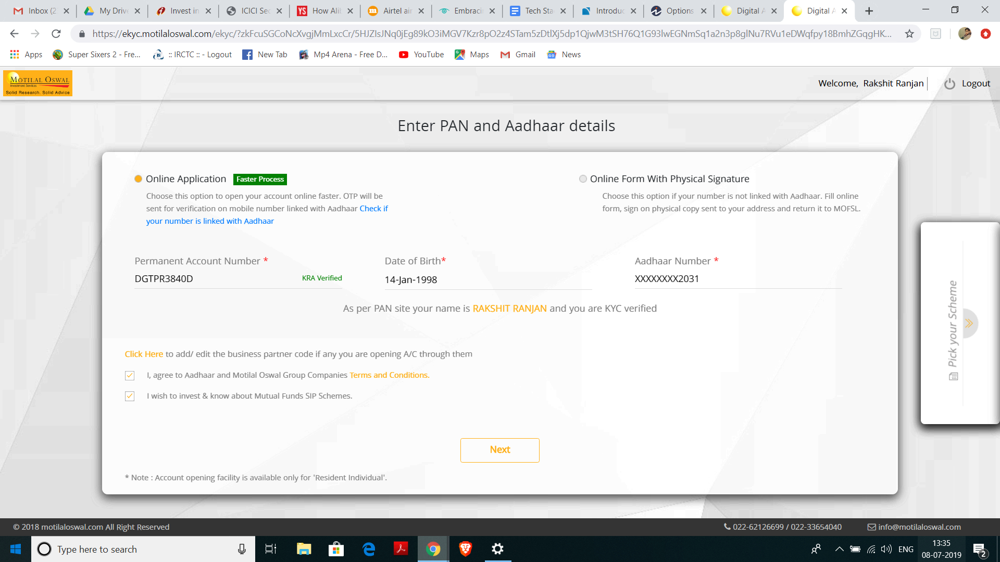 Inbox (2
My Drive
Invest in
ICICI Sec
How Alib
Airtel air
Embracin
Tech Sta
Introduc
Options
Digital A
Digital A
https://ekyc.motilaloswal.com/ekyc/?zkFcuSGCoNcXvgjMmLxcCr/5HJZIsJNq0jEg89kO3iMGV7Kzr8pO2z4STam5zDtlXj5dp1QjwM3tSH76Q1G93lwEGNmSq1a2n3p8glNu7RVu1eDWqfpy18BmhZGqgHK...
Apps
Super Sixers 2 - Fre...
:: IRCTC :: - Logout
New Tab
Mp4 Arena - Free D...
YouTube
Maps
Gmail
News
MOTILAL OSWAL
Investment Services
Solid Research. Solid Advice
Welcome, Rakshit Ranjan
Logout
Enter PAN and Aadhaar details
Online Application Faster Process
Choose this option to open your account online faster. OTP will be
sent for verification on mobile number linked with Aadhaar Check if
your number is linked with Aadhaar
Online Form With Physical Signature
Choose this option if your number is not linked with Aadhaar. Fill online
form, sign on physical copy sent to your address and return it to MOFSL.
Permanent Account Number *
DGTPR3840D
KRA Verified
Date of Birth*
14-Jan-1998
Aadhaar Number *
XXXXXXXX2031
As per PAN site your name is RAKSHIT RANJAN and you are KYC verified
Pick your Scheme
Click Here to add/ edit the business partner code if any you are opening A/C through them
I, agree to Aadhaar and Motilal Oswal Group Companies Terms and Conditions.
I wish to invest & know about Mutual Funds SIP Schemes.
Next
* Note : Account opening facility is available only for 'Resident Individual'.
© 2018 motilaloswal.com All Right Reserved
022-62126699 / 022-33654040
info@motilaloswal.com
Type here to search
ENG
13:35
08-07-2019
2